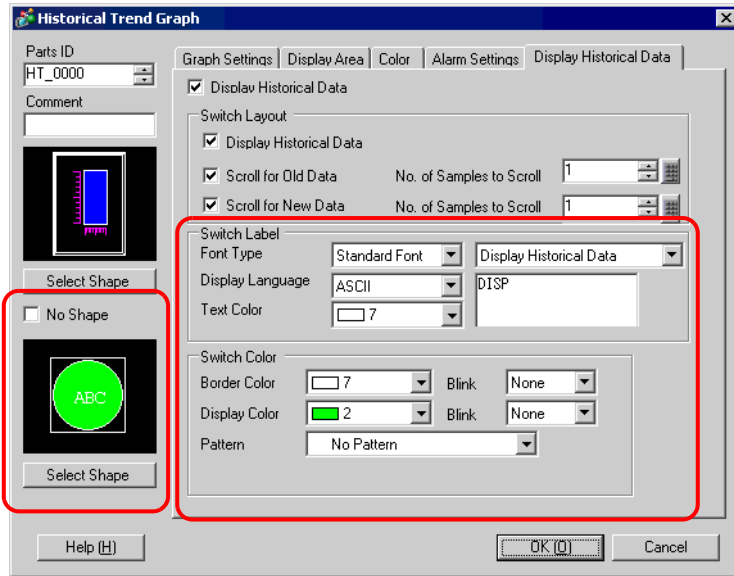 Historical Trend Graph
Parts ID
HT_0000
Comment
Select Shape
No Shape
ABC
Select Shape
Graph Settings Display Area Color Alarm Settings Display Historical Data
Display Historical Data
Switch Layout
Display Historical Data
Scroll for Old Data No. of Samples to Scroll 1
Scroll for New Data No. of Samples to Scroll 1
Switch Label
Font Type Standard Font Display Historical Data
Display Language ASCII DISP
Text Color 7
Switch Color
Border Color 7 Blink None
Display Color 2 Blink None
Pattern No Pattern
Help (H) OK (O) Cancel